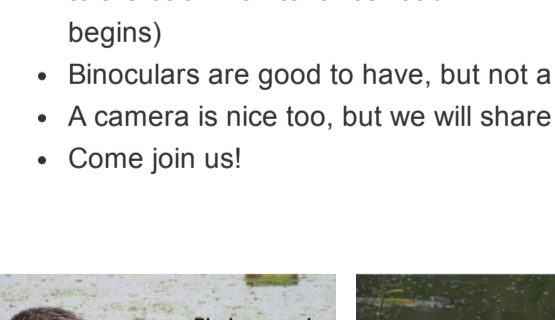 begins)
• Binoculars are good to have, but not a
• A camera is nice too, but we will share
• Come join us!